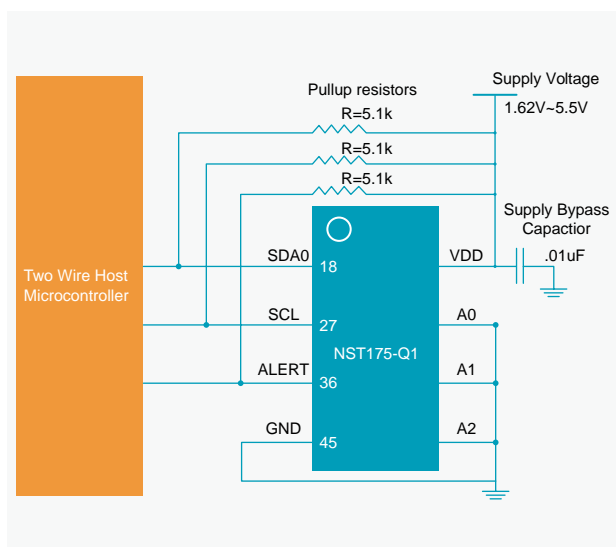 Supply Voltage
1.62V~5.5V
Pullup resistors
R=5.1k
R=5.1k
R=5.1k
Supply Bypass
Capactior
.01uF
Two Wire Host
Microcontroller
SDA0
18
VDD
SCL
27
A0
NST175-Q1
ALERT
36
A1
GND
45
A2